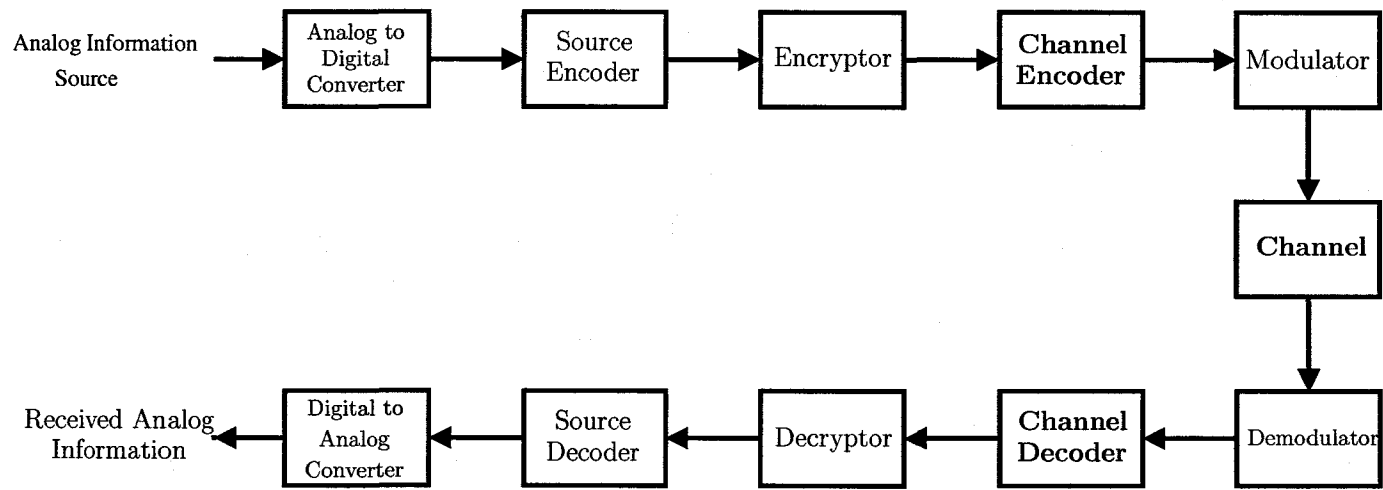 Analog Information
Source
Analog to
Digital
Converter
Source
Encoder
Encryptor
Channel
Encoder
Modulator
Channel
Received Analog
Information
Digital to
Analog
Converter
Source
Decoder
Decryptor
Channel
Decoder
Demodulator